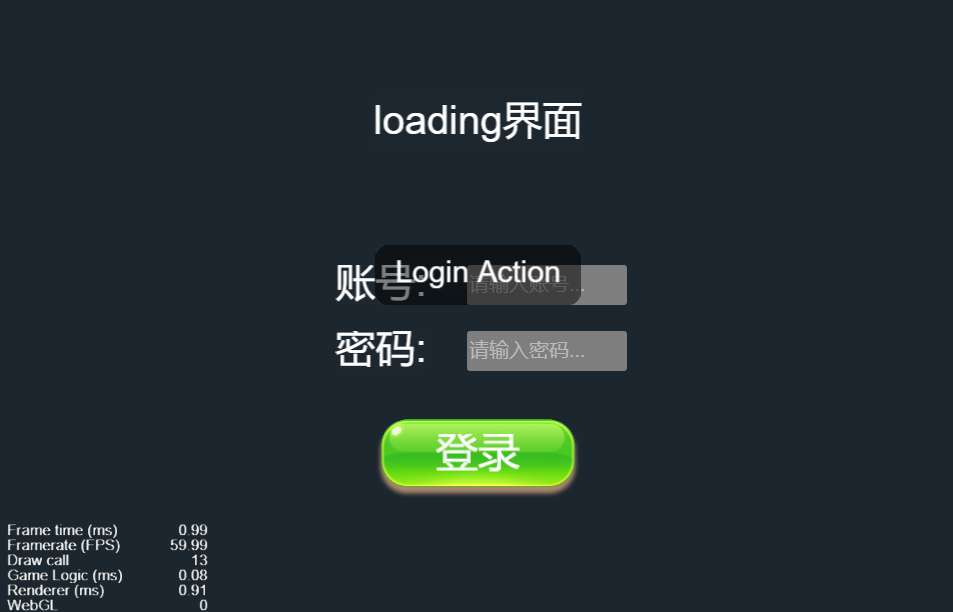 loading界面
Login Action
账号:
请输入账号...
密码:
请输入密码...
登录
Frame time (ms) 0.99
Framerate (FPS) 59.99
Draw call 13
Game Logic (ms) 0.08
Renderer (ms) 0.91
WebGL 0